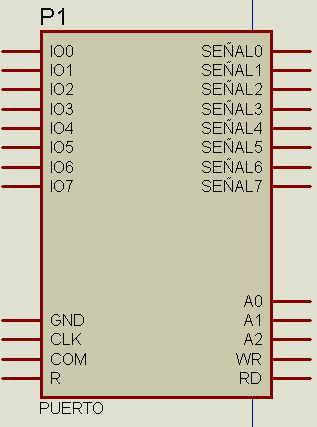 P1
IO0 SEÑAL0
IO1 SEÑAL1
IO2 SEÑAL2
IO3 SEÑAL3
IO4 SEÑAL4
IO5 SEÑAL5
IO6 SEÑAL6
IO7 SEÑAL7
A0
GND A1
CLK A2
COM WR
R RD
PUERTO